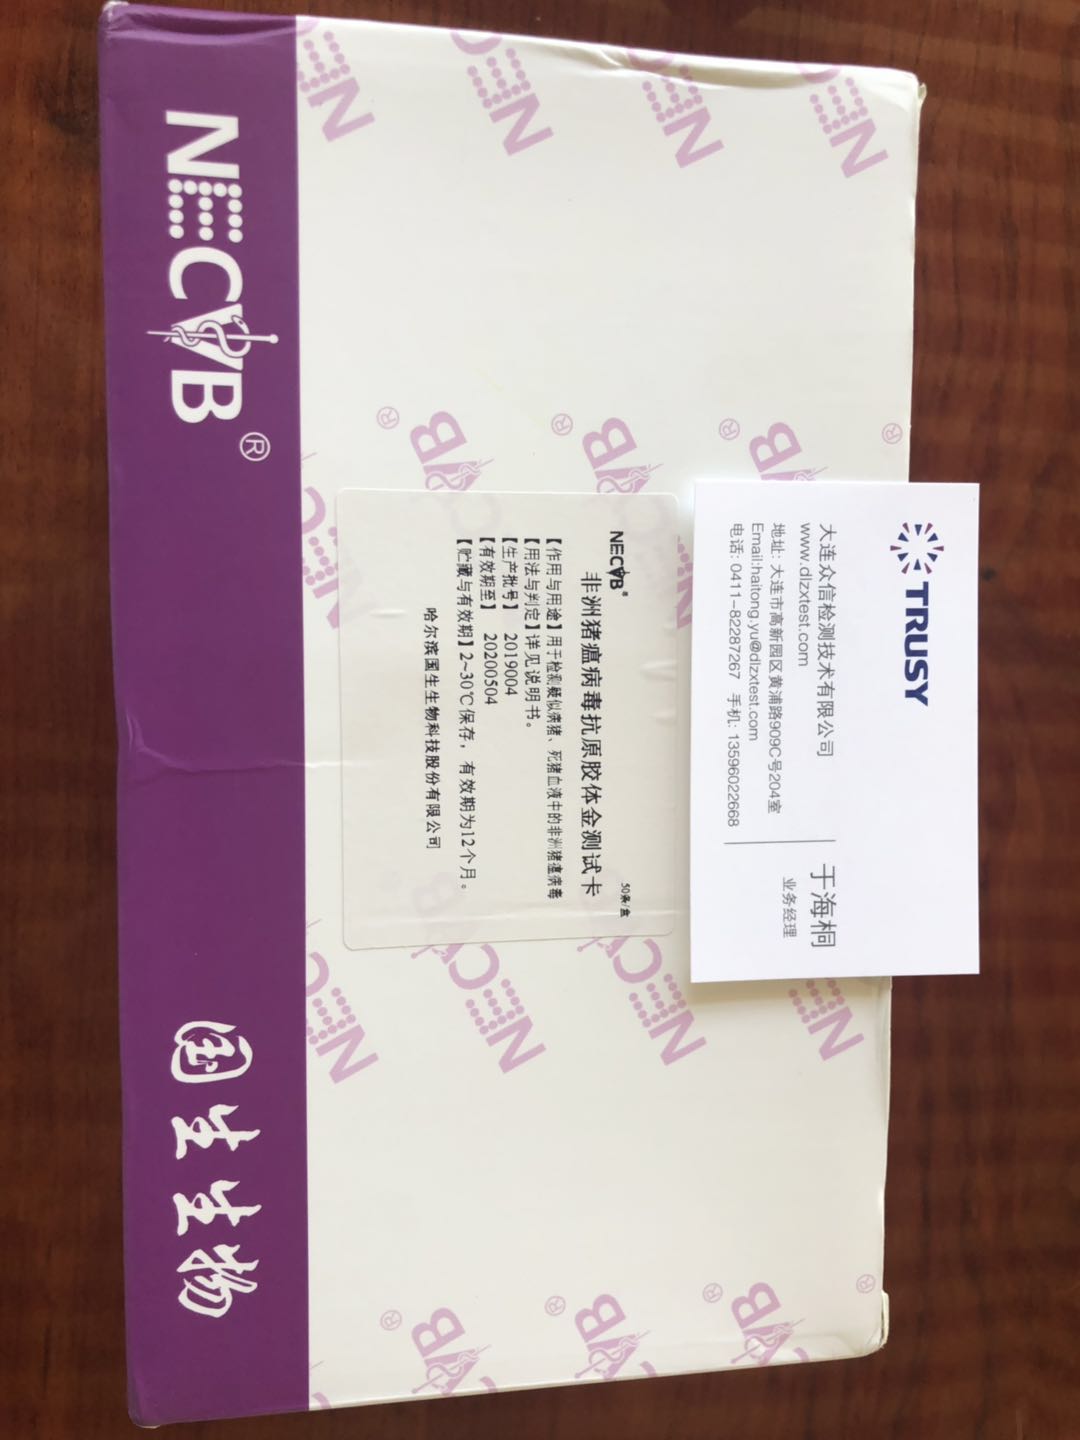 NECVB®
国生生物
NECVB®
非洲猪瘟病毒抗原胶体金测试卡
50条/盒
【作用与用途】用于检测疑似病猪、死猪血液中的非洲猪瘟病毒
【用法与判定】详见说明书。
【生产批号】 2019004
【有效期至】 20200504
【贮藏与有效期】2~30℃保存，有效期为12个月。
哈尔滨国生生物科技股份有限公司
TRUSY
大连众信检测技术有限公司
www.dlzxtest.com
地址: 大连市高新园区黄浦路909C号204室
Email:haitong.yu@dlzxtest.com
电话: 0411-82287267 手机: 13596022668
于海桐
业务经理